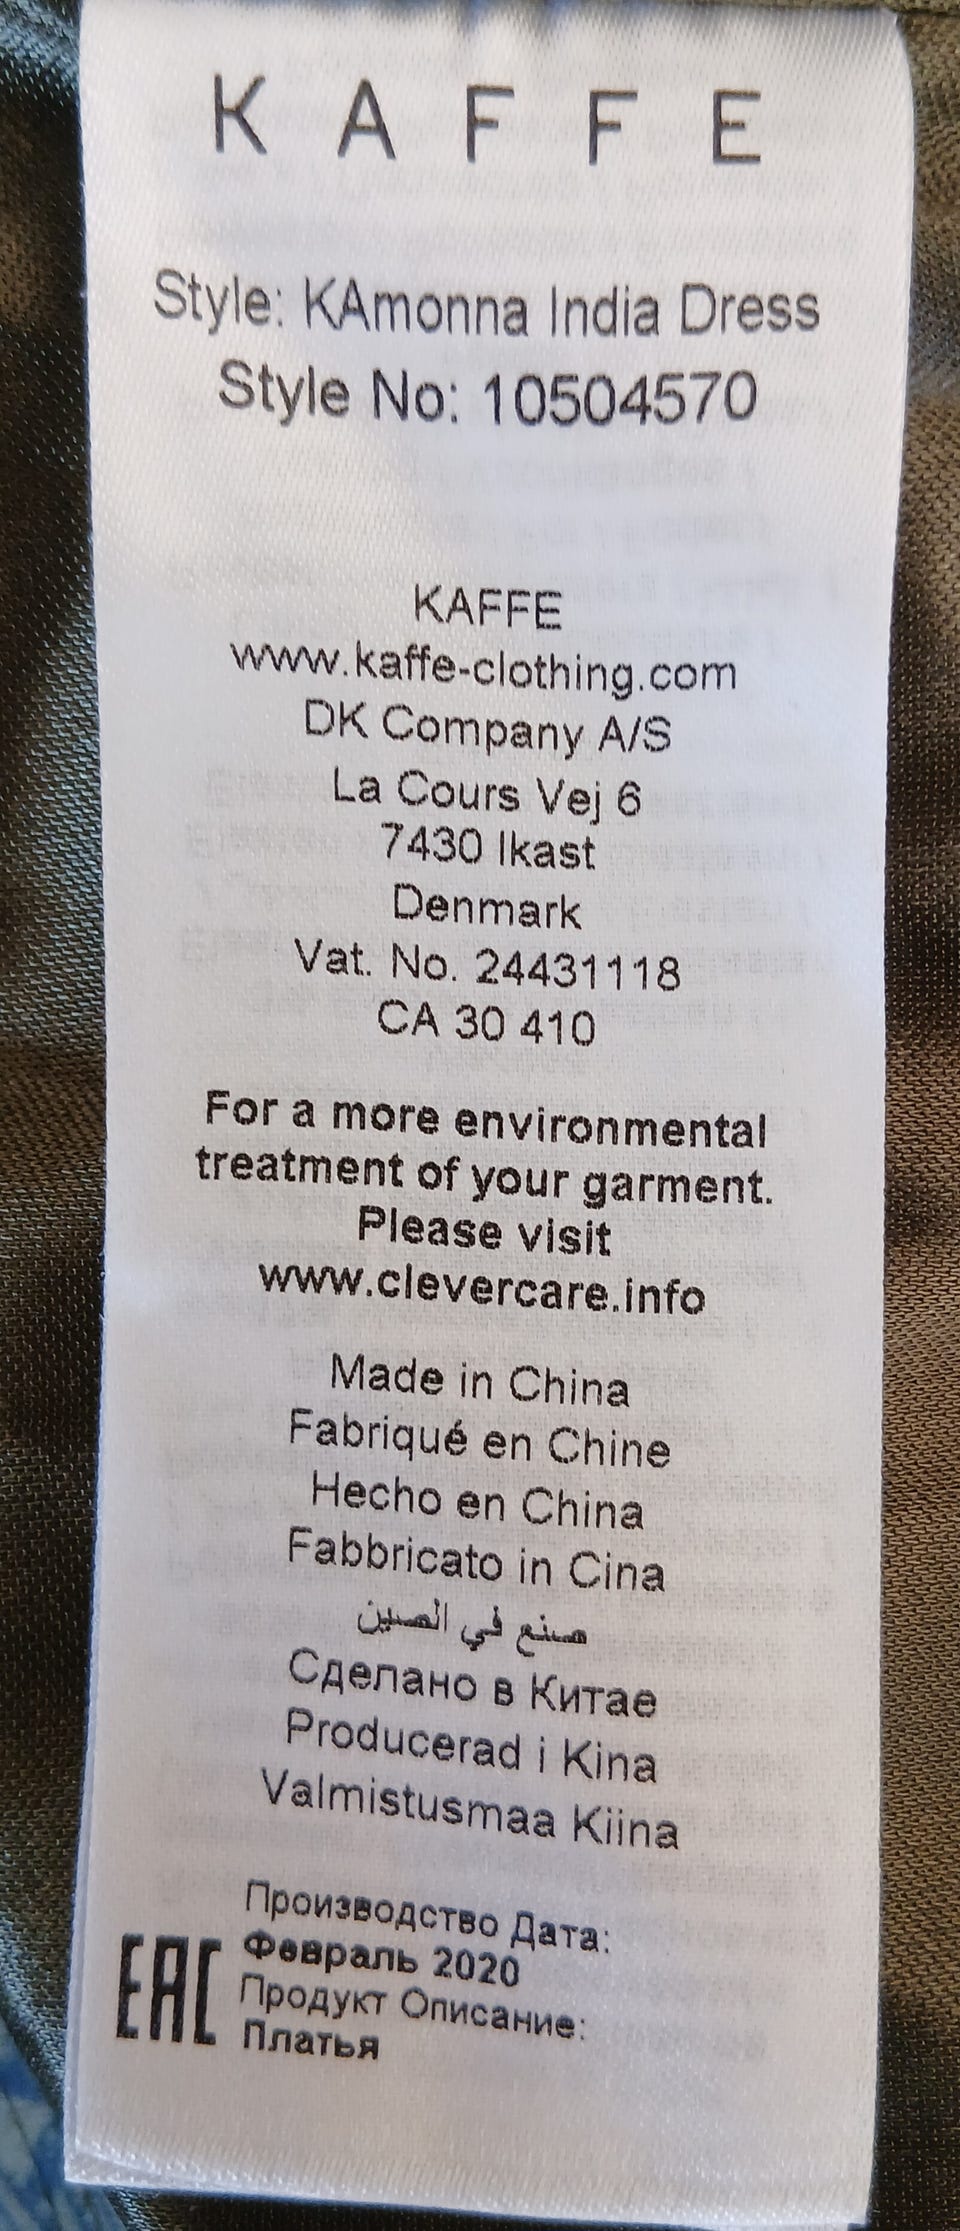 KAFFE
Style: KAmonna India Dress
Style No: 10504570
KAFFE
www.kaffe-clothing.com
DK Company A/S
La Cours Vej 6
7430 Ikast
Denmark
Vat. No. 24431118
CA 30 410
For a more environmental
treatment of your garment.
Please visit
www.clevercare.info
Made in China
Fabriqué en Chine
Hecho en China
Fabbricato in Cina
صنع في الصين
Сделано в Китае
Producerad i Kina
Valmistusmaa Kiina
EAC
Производство Дата:
Февраль 2020
Продукт Описание:
Платья